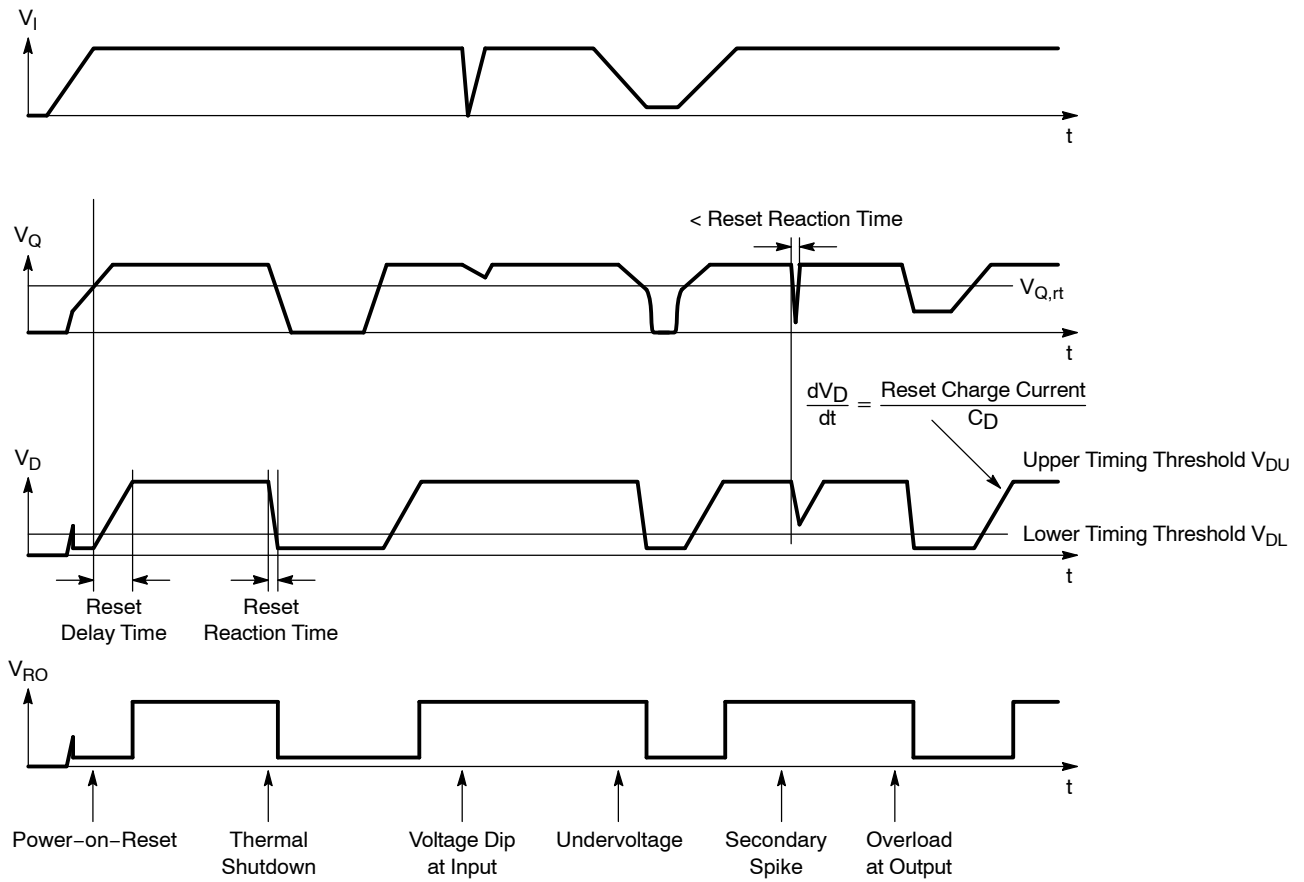 V_I
t
< Reset Reaction Time
V_Q
V_Q,rt
t
dV_D
dt
=
Reset Charge Current
C_D
V_D
Upper Timing Threshold V_DU
Lower Timing Threshold V_DL
t
Reset
Delay Time
Reset
Reaction Time
V_RO
t
Power−on−Reset
Thermal
Shutdown
Voltage Dip
at Input
Undervoltage
Secondary
Spike
Overload
at Output